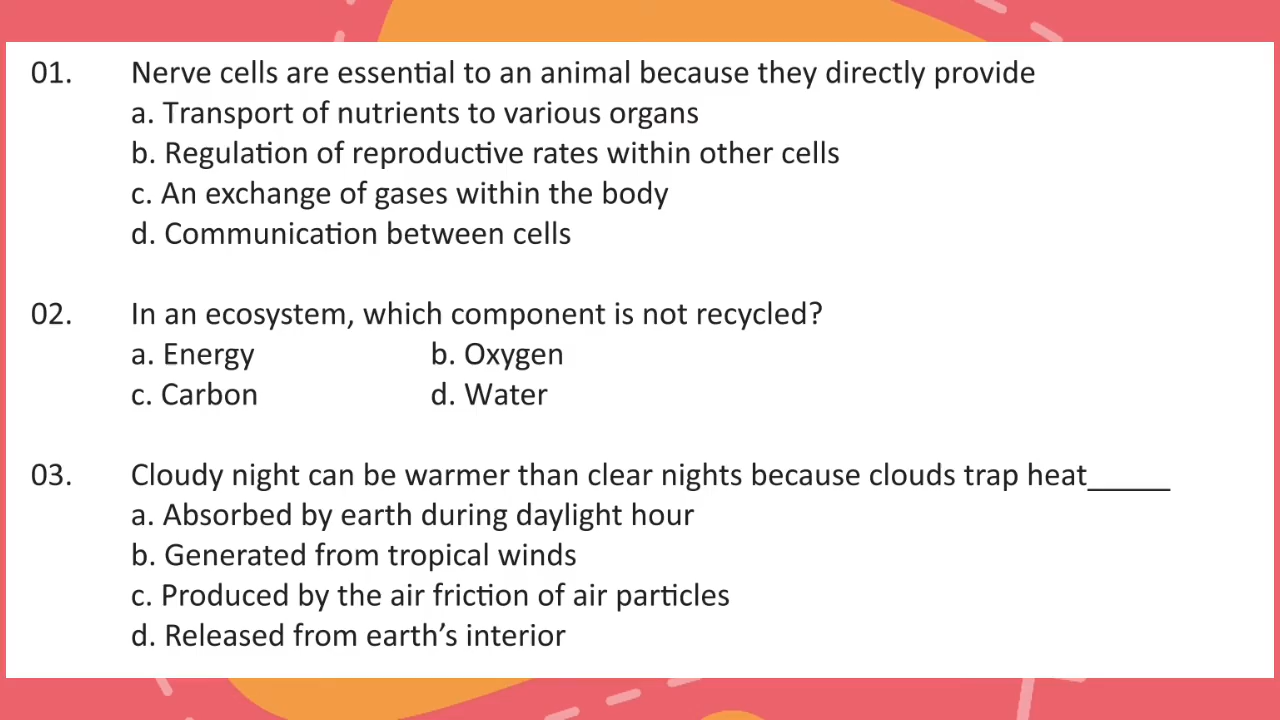 01. Nerve cells are essential to an animal because they directly provide
a. Transport of nutrients to various organs
b. Regulation of reproductive rates within other cells
c. An exchange of gases within the body
d. Communication between cells
02. In an ecosystem, which component is not recycled?
a. Energy b. Oxygen
c. Carbon d. Water
03. Cloudy night can be warmer than clear nights because clouds trap heat_____
a. Absorbed by earth during daylight hour
b. Generated from tropical winds
c. Produced by the air friction of air particles
d. Released from earth’s interior